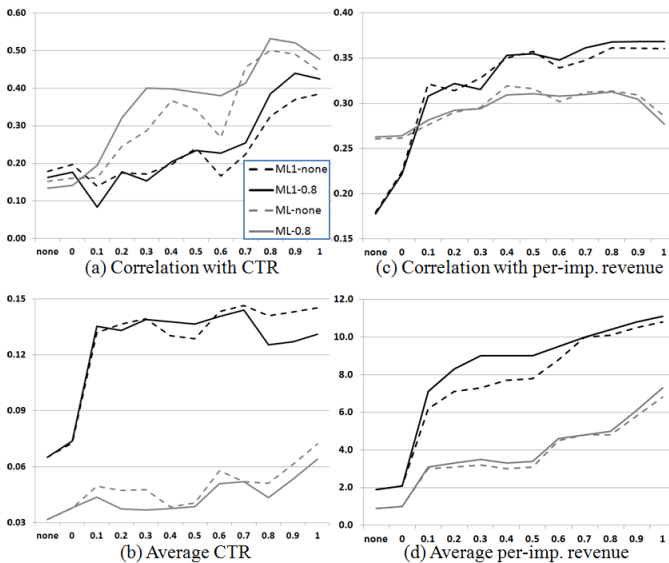 0.60
0.50
0.40
0.30
0.20
0.10
0.00
none 0 0.1 0.2 0.3 0.4 0.5 0.6 0.7 0.8 0.9 1
ML1-none
ML1-0.8
ML-none
ML-0.8
(a) Correlation with CTR
0.40
0.35
0.30
0.25
0.20
0.15
none 0 0.1 0.2 0.3 0.4 0.5 0.6 0.7 0.8 0.9 1
(c) Correlation with per-imp. revenue
0.15
0.12
0.09
0.06
0.03
none 0 0.1 0.2 0.3 0.4 0.5 0.6 0.7 0.8 0.9 1
(b) Average CTR
12.0
10.0
8.0
6.0
4.0
2.0
0.0
none 0 0.1 0.2 0.3 0.4 0.5 0.6 0.7 0.8 0.9 1
(d) Average per-imp. revenue